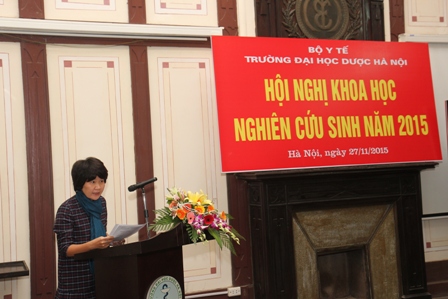 BỘ Y TẾ
TRƯỜNG ĐẠI HỌC DƯỢC HÀ NỘI
HỘI NGHỊ KHOA HỌC
NGHIÊN CỨU SINH NĂM 2015
Hà Nội, ngày 27/11/2015